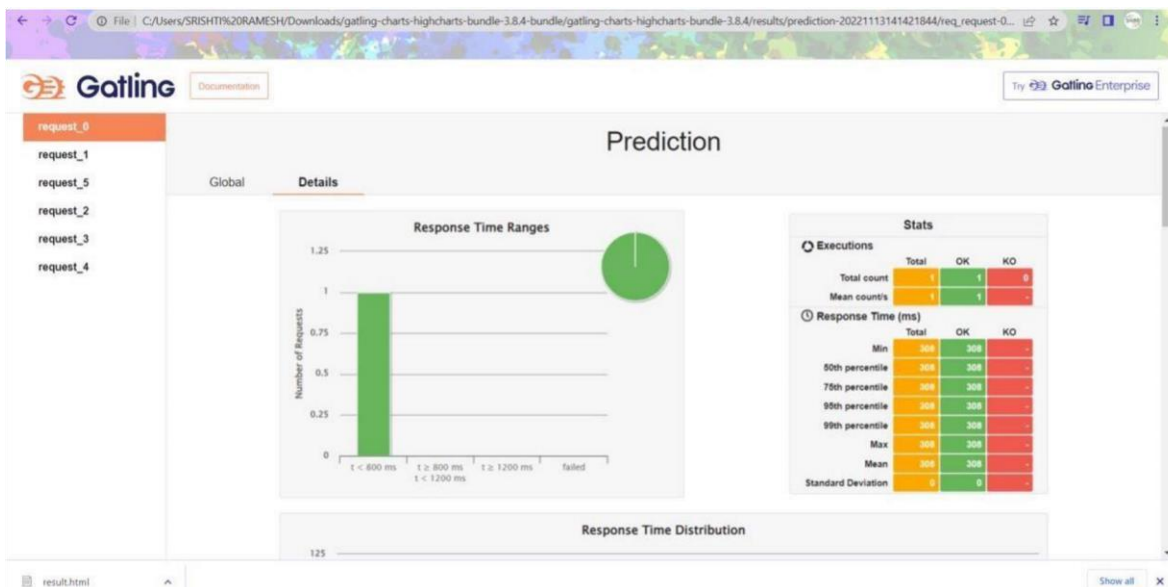 File | C:/Users/SRISHTI%20RAMESH/Downloads/gatling-charts-highcharts-bundle-3.8.4-bundle/gatling-charts-highcharts-bundle-3.8.4/results/prediction-20221113141421844/req_request-0...
Gatling
Documentation
Try Gatling Enterprise
request_0
request_1
request_5
request_2
request_3
request_4
Prediction
Global Details
Response Time Ranges
1.25
1
0.75
0.5
0.25
0
Number of Requests
t < 800 ms
t ≥ 800 ms
t < 1200 ms
t ≥ 1200 ms
failed
Stats
Executions
Total OK KO
Total count 1 1 0
Mean count/s 1 1 -
Response Time (ms)
Total OK KO
Min 308 308 -
50th percentile 308 308 -
75th percentile 308 308 -
95th percentile 308 308 -
99th percentile 308 308 -
Max 308 308 -
Mean 308 308 -
Standard Deviation 0 0 -
Response Time Distribution
125
result.html
Show all